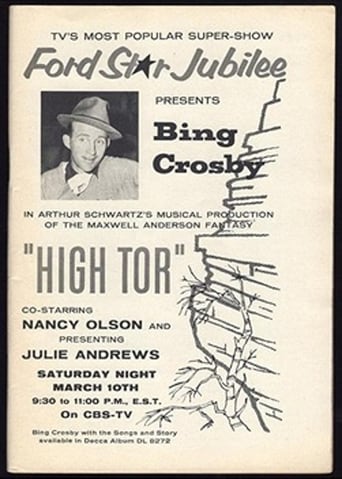 TV'S MOST POPULAR SUPER-SHOW
Ford Star Jubilee
PRESENTS
Bing
Crosby
IN ARTHUR SCHWARTZ'S MUSICAL PRODUCTION
OF THE MAXWELL ANDERSON FANTASY
"HIGH TOR"
CO-STARRING
NANCY OLSON AND
PRESENTING
JULIE ANDREWS
SATURDAY NIGHT
MARCH 10TH
9:30 to 11:00 P.M., E.S.T.
On CBS-TV
Bing Crosby with the Songs and Story
available in Decca Album DL 8272